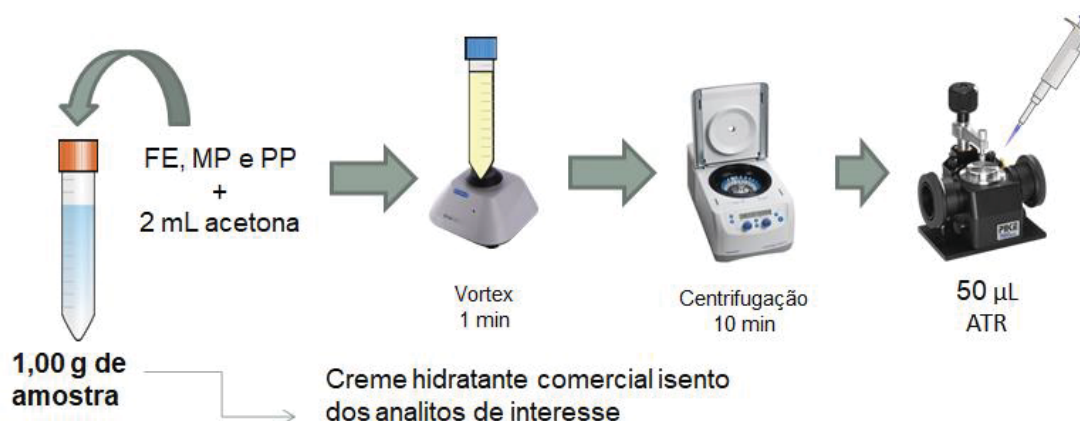 FE, MP e PP
+
2 mL acetona
Vortex
1 min
Centrifugação
10 min
50 µL
ATR
1,00 g de
amostra
Creme hidratante comercial isento
dos analitos de interesse
PIKE